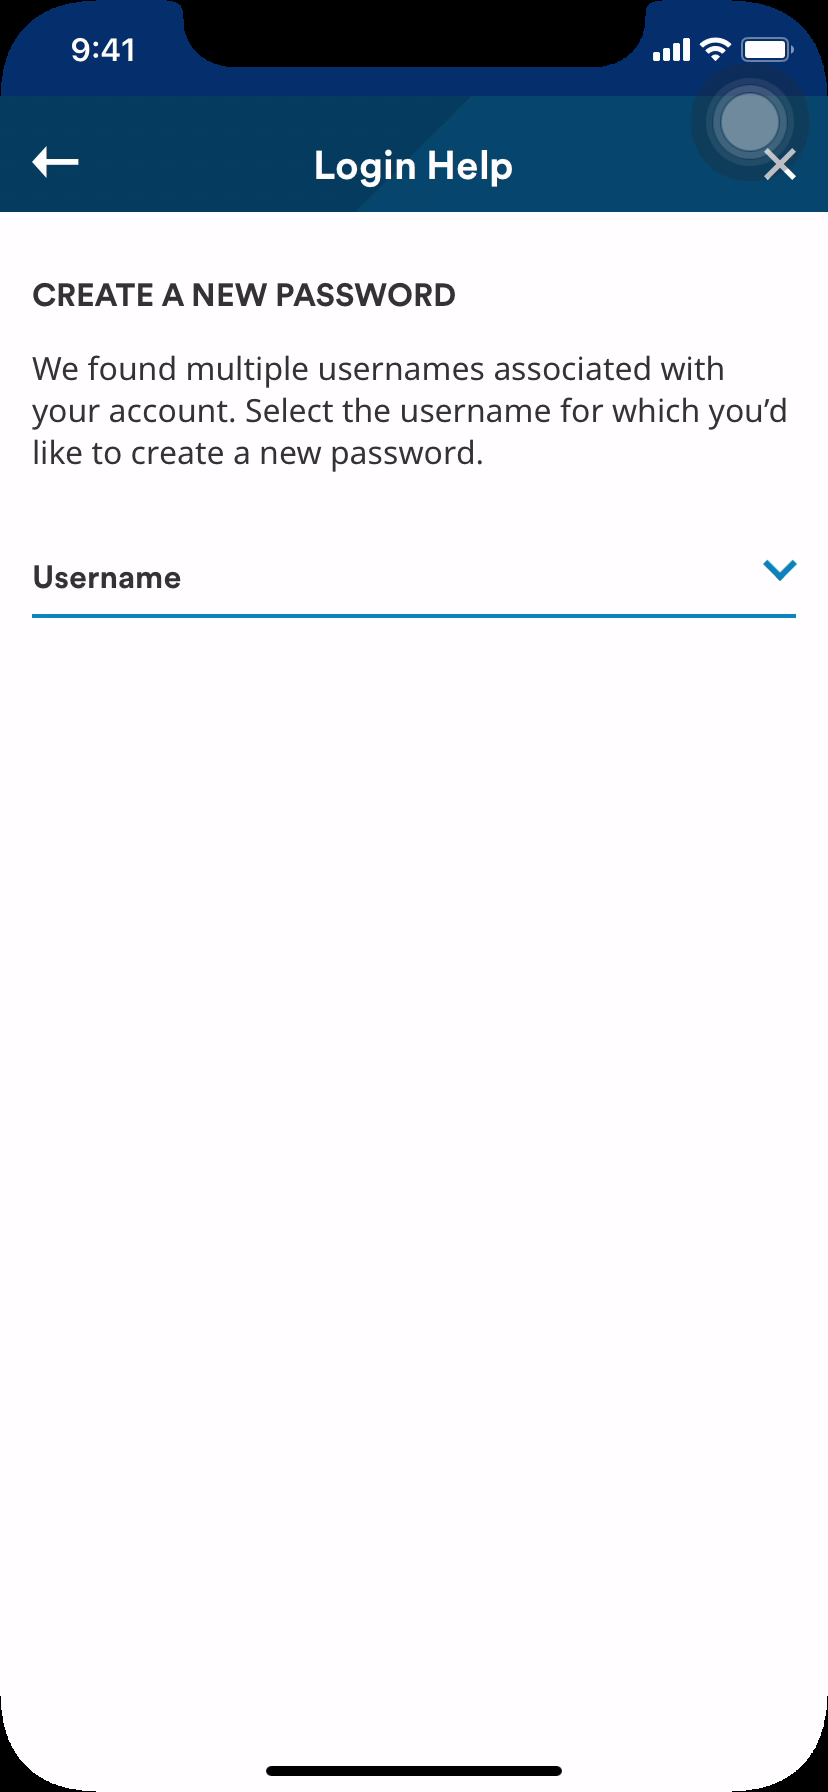 9:41
Login Help
CREATE A NEW PASSWORD
We found multiple usernames associated with
your account. Select the username for which you’d
like to create a new password.
Username